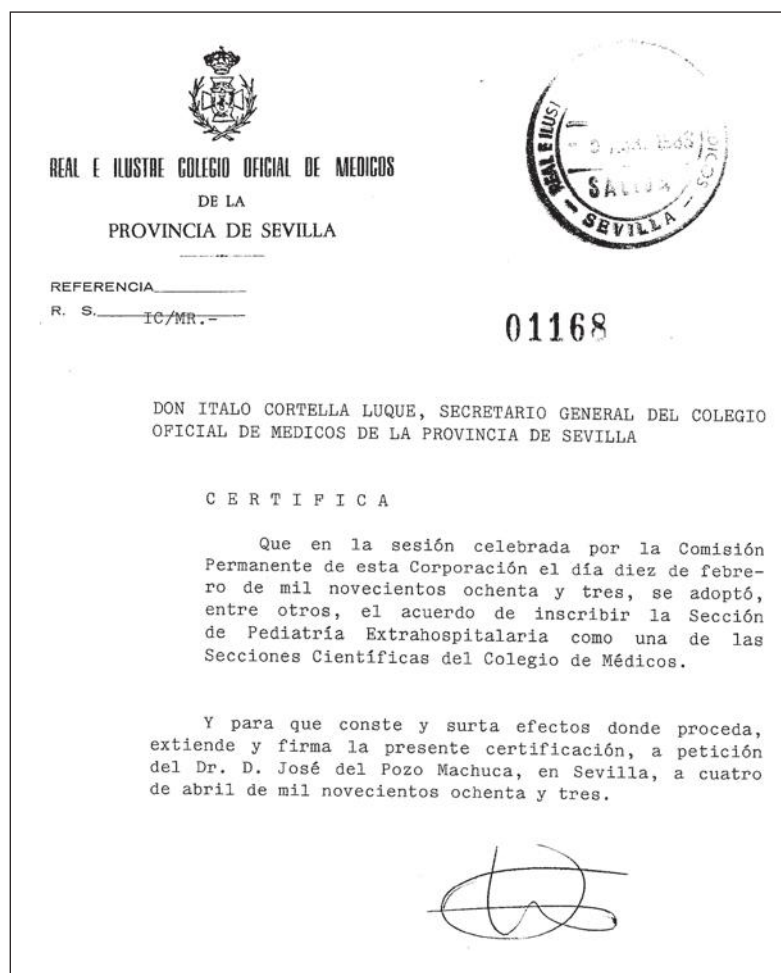 REAL E ILUSTRE COLEGIO OFICIAL DE MEDICOS
DE LA
PROVINCIA DE SEVILLA
REAL E ILUST
DICOS
SALIDA
SEVILLA
REFERENCIA
R. S. IC/MR.-
01168
DON ITALO CORTELLA LUQUE, SECRETARIO GENERAL DEL COLEGIO
OFICIAL DE MEDICOS DE LA PROVINCIA DE SEVILLA
C E R T I F I C A
Que en la sesión celebrada por la Comisión
Permanente de esta Corporación el día diez de febre-
ro de mil novecientos ochenta y tres, se adoptó,
entre otros, el acuerdo de inscribir la Sección
de Pediatría Extrahospitalaria como una de las
Secciones Científicas del Colegio de Médicos.
Y para que conste y surta efectos donde proceda,
extiende y firma la presente certificación, a petición
del Dr. D. José del Pozo Machuca, en Sevilla, a cuatro
de abril de mil novecientos ochenta y tres.